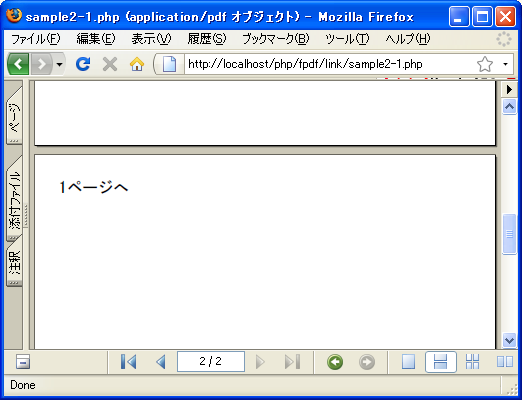 sample2-1.php (application/pdf オブジェクト) - Mozilla Firefox
ファイル(F) 編集(E) 表示(V) 履歴(S) ブックマーク(B) ツール(T) ヘルプ(H)
http://localhost/php/fpdf/link/sample2-1.php
ページ
添付ファイル
注釈
1ページへ
2 / 2
Done